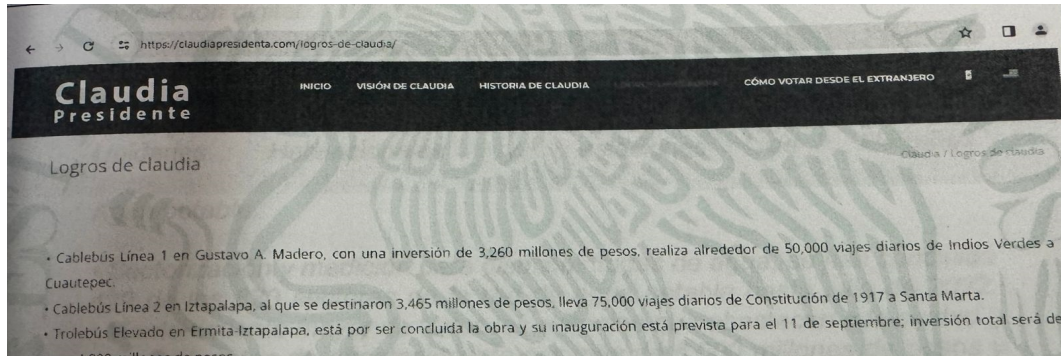 https://claudiapresidenta.com/logros-de-claudia/
Claudia
Presidente
INICIO VISIÓN DE CLAUDIA HISTORIA DE CLAUDIA CÓMO VOTAR DESDE EL EXTRANJERO
Logros de claudia
Claudia / Logros de claudia
• Cablebús Línea 1 en Gustavo A. Madero, con una inversión de 3,260 millones de pesos, realiza alrededor de 50,000 viajes diarios de Indios Verdes a
Cuautepec.
• Cablebús Línea 2 en Iztapalapa, al que se destinaron 3,465 millones de pesos, lleva 75,000 viajes diarios de Constitución de 1917 a Santa Marta.
• Trolebús Elevado en Ermita-Iztapalapa, está por ser concluida la obra y su inauguración está prevista para el 11 de septiembre; inversión total será de
millones de pesos